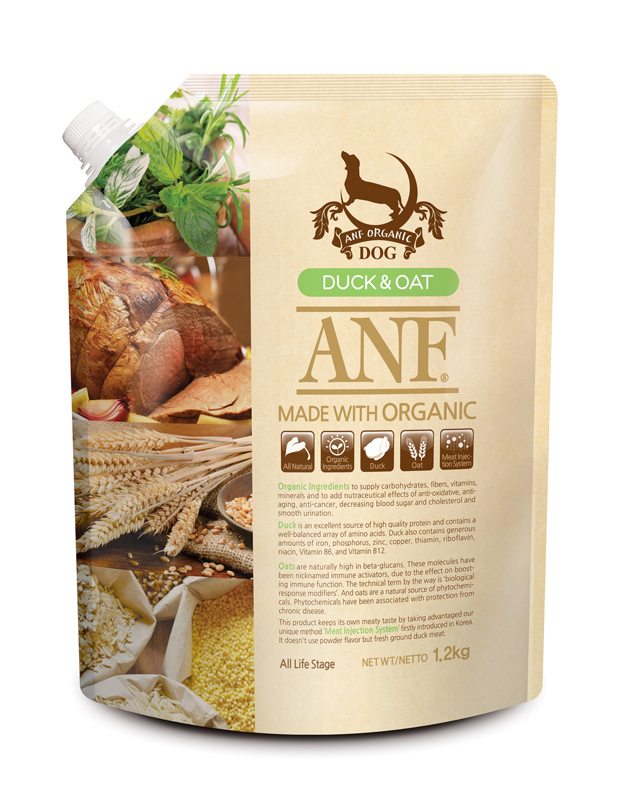 ANF ORGANIC
DOG
DUCK & OAT
ANF®
MADE WITH ORGANIC
All Natural
Organic
Ingredients
Duck
Oat
Meat Injec-
tion System
Organic Ingredients to supply carbohydrates, fibers, vitamins,
minerals and to add nutraceutical effects of anti-oxidative, anti-
aging, anti-cancer, decreasing blood sugar and cholesterol and
smooth urination.
Duck is an excellent source of high quality protein and contains a
well-balanced array of amino acids. Duck also contains generous
amounts of iron, phosphorus, zinc, copper, thiamin, riboflavin,
niacin, Vitamin B6, and Vitamin B12.
Oats are naturally high in beta-glucans. These molecules have
been nicknamed immune activators, due to the effect on boost-
ing immune function. The technical term by the way is 'biological
response modifiers'. And oats are a natural source of phytochemi-
cals. Phytochemicals have been associated with protection from
chronic disease.
This product keeps its own meaty taste by taking advantaged our
unique method 'Meat Injection System' firstly introduced in Korea.
It doesn't use powder flavor but fresh ground duck meat.
All Life Stage
NET WT/NETTO 1.2kg